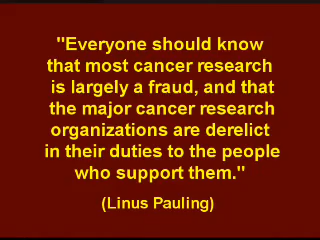 "Everyone should know
that most cancer research
is largely a fraud, and that
the major cancer research
organizations are derelict
in their duties to the people
who support them."
(Linus Pauling)